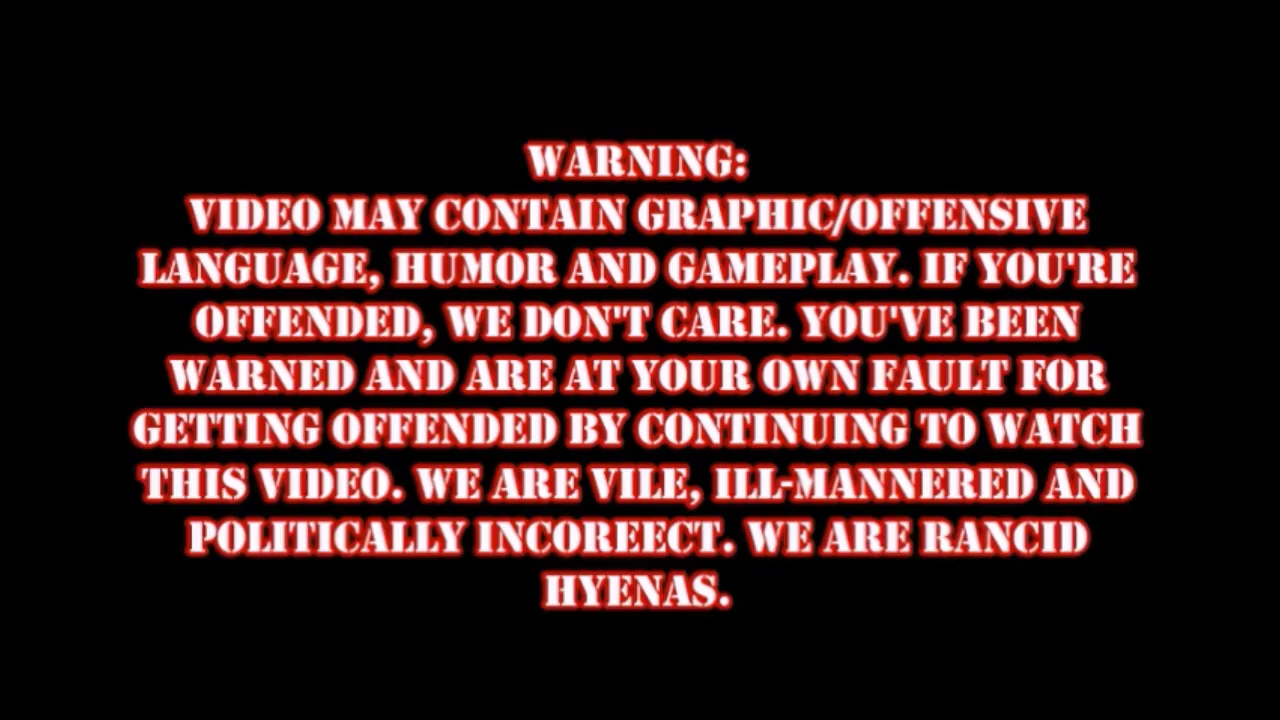 WARNING:
VIDEO MAY CONTAIN GRAPHIC/OFFENSIVE
LANGUAGE, HUMOR AND GAMEPLAY. IF YOU'RE
OFFENDED, WE DON'T CARE. YOU'VE BEEN
WARNED AND ARE AT YOUR OWN FAULT FOR
GETTING OFFENDED BY CONTINUING TO WATCH
THIS VIDEO. WE ARE VILE, ILL-MANNERED AND
POLITICALLY INCOREECT. WE ARE RANCID
HYENAS.